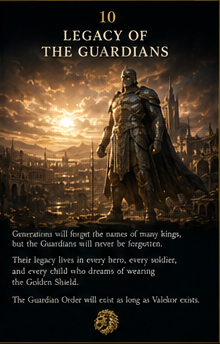 10
LEGACY OF
THE GUARDIANS
Generations will forget the names of many kings,
but the Guardians will never be forgotten.
Their legacy lives in every hero, every soldier,
and every child who dreams of wearing
the Golden Shield.
The Guardian Order will exist as long as Valokor exists.